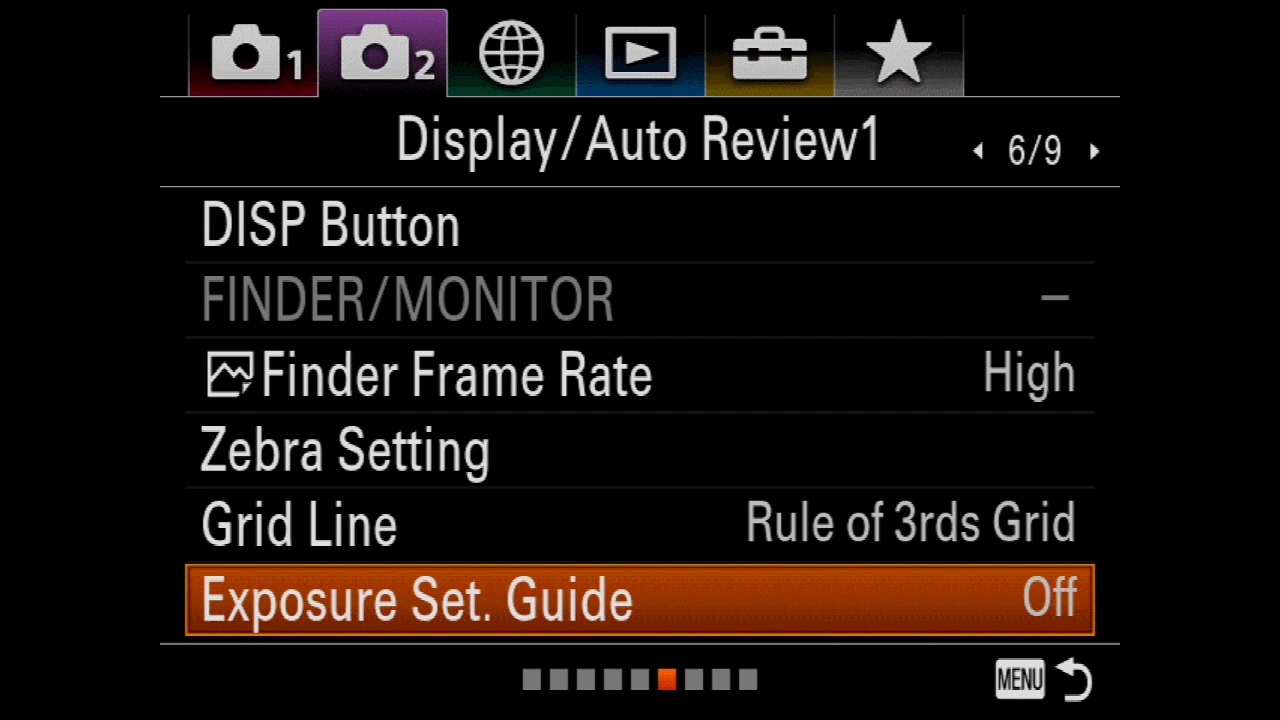 1 2
Display/Auto Review1 6/9
DISP Button
FINDER/MONITOR –
Finder Frame Rate High
Zebra Setting
Grid Line Rule of 3rds Grid
Exposure Set. Guide Off
MENU